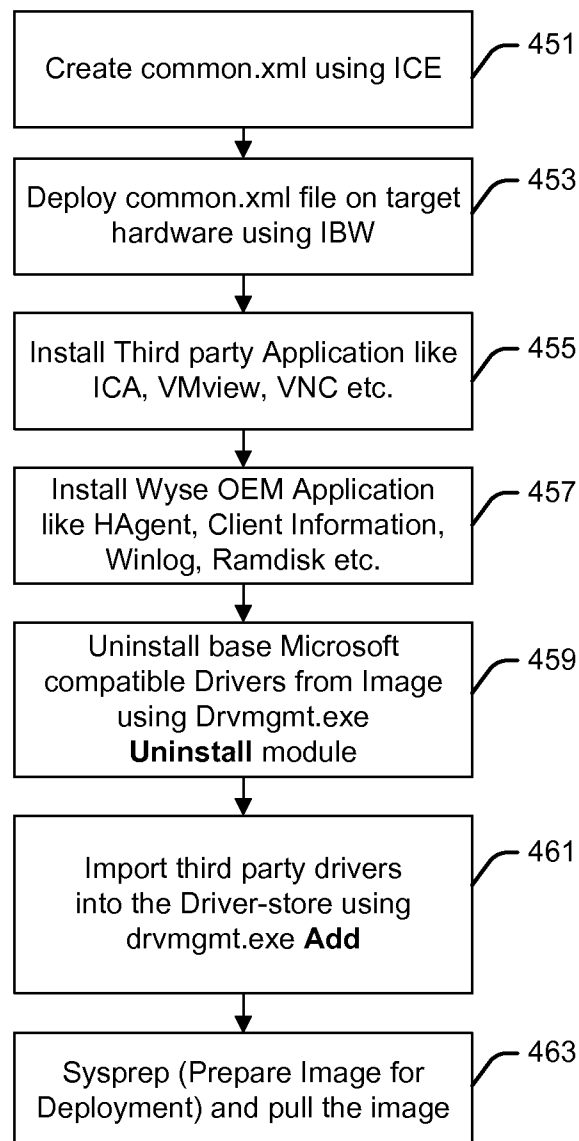 Create common.xml using ICE
451
Deploy common.xml file on target
hardware using IBW
453
Install Third party Application like
ICA, VMview, VNC etc.
455
Install Wyse OEM Application
like HAgent, Client Information,
Winlog, Ramdisk etc.
457
Uninstall base Microsoft
compatible Drivers from Image
using Drvmgmt.exe
Uninstall module
459
Import third party drivers
into the Driver-store using
drvmgmt.exe Add
461
Sysprep (Prepare Image for
Deployment) and pull the image
463